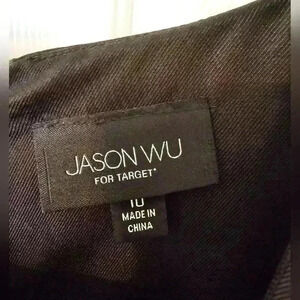 JASON WU
FOR TARGET*
10
MADE IN
CHINA